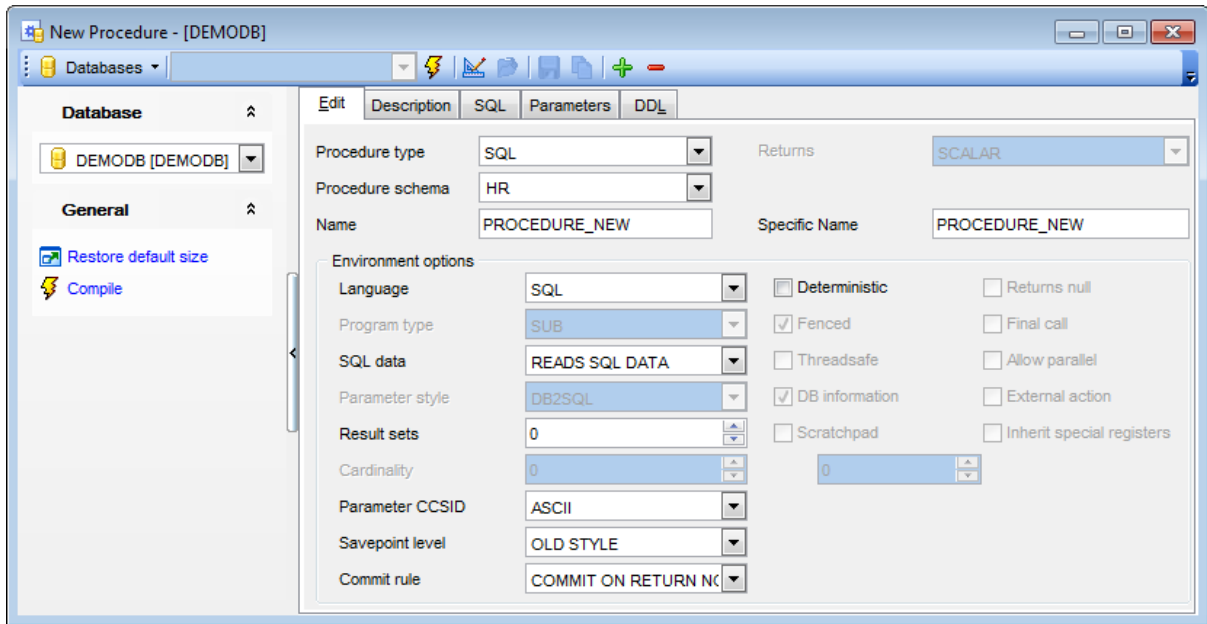 New Procedure - [DEMODB]
Databases
Database
DEMODB [DEMODB]
General
Restore default size
Compile
Edit Description SQL Parameters DDL
Procedure type SQL Returns SCALAR
Procedure schema HR
Name PROCEDURE_NEW Specific Name PROCEDURE_NEW
Environment options
Language SQL Deterministic Returns null
Program type SUB Fenced Final call
SQL data READS SQL DATA Threadsafe Allow parallel
Parameter style DB2SQL DB information External action
Result sets 0 Scratchpad Inherit special registers
Cardinality 0 0
Parameter CCSID ASCII
Savepoint level OLD STYLE
Commit rule COMMIT ON RETURN